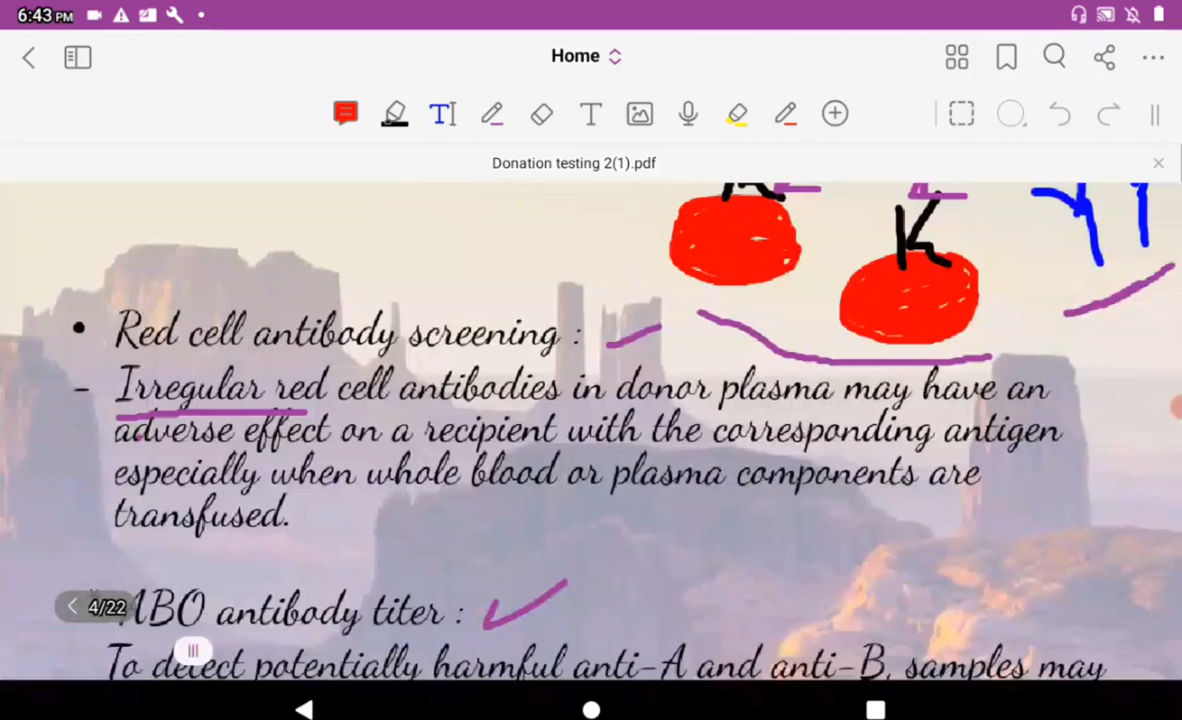 6:43 PM
Home
T
T
Donation testing 2(1).pdf
K
• Red cell antibody screening :
- Irregular red cell antibodies in donor plasma may have an
adverse effect on a recipient with the corresponding antigen
especially when whole blood or plasma components are
transfused.
4/22
ABO antibody titer :
To detect potentially harmful anti-A and anti-B, samples may